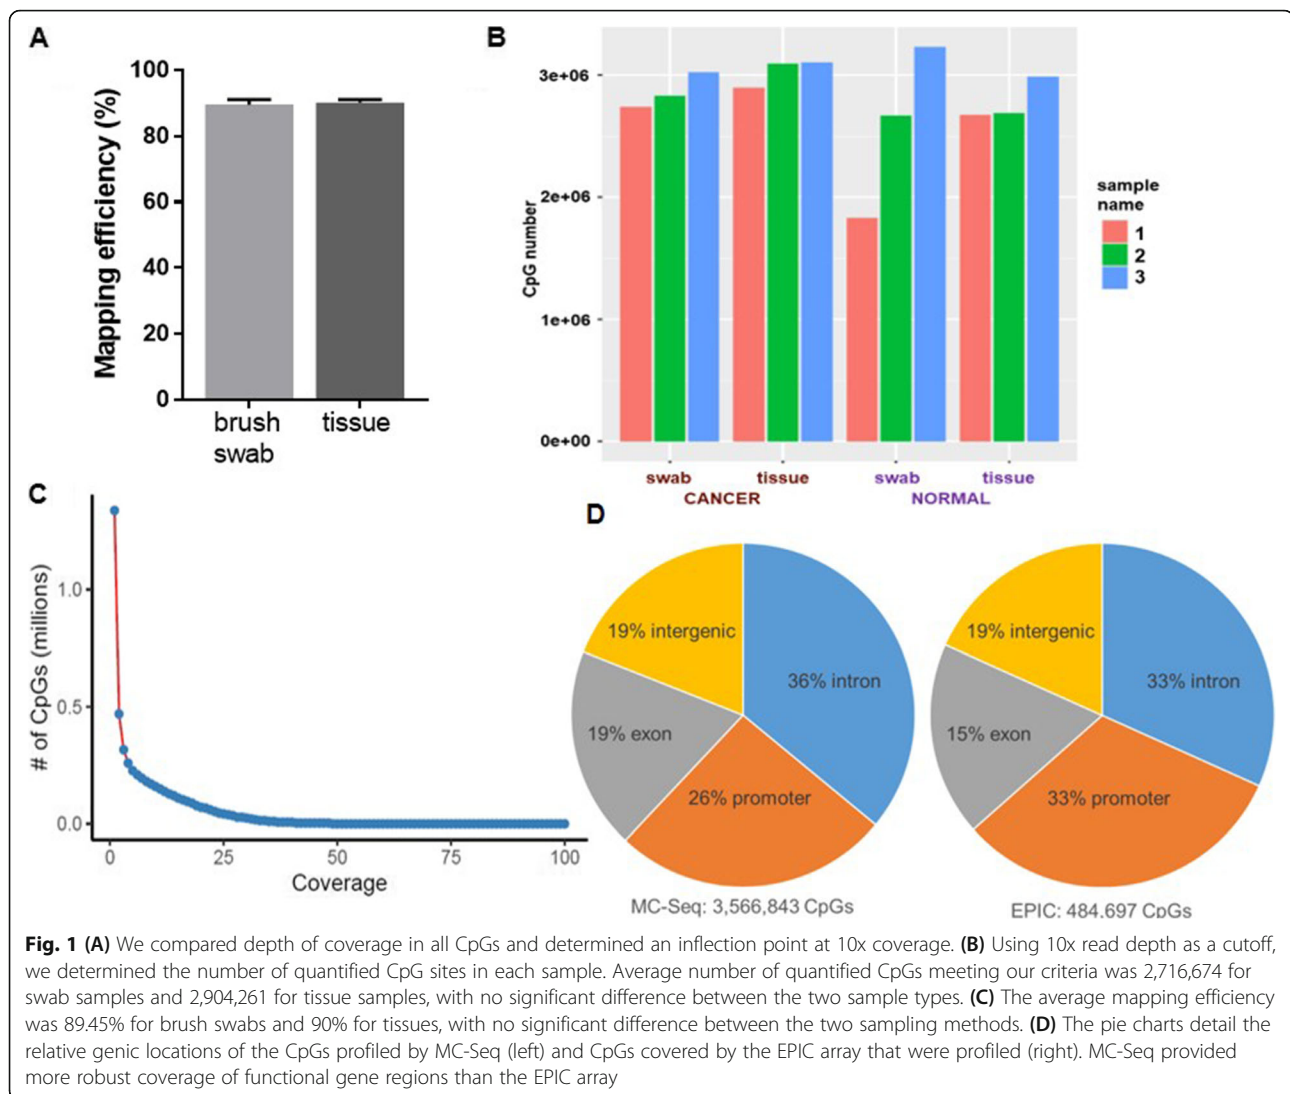 A
Mapping efficiency (%)
100
80
60
40
20
0
brush
swab
tissue
B
CpG number
3e+06
2e+06
1e+06
0e+00
swab
tissue
swab
tissue
CANCER
NORMAL
sample
name
1
2
3
C
# of CpGs (millions)
1.0
0.5
0.0
0
25
50
75
100
Coverage
D
19% intergenic
36% intron
19% exon
26% promoter
MC-Seq: 3,566,843 CpGs
19% intergenic
33% intron
15% exon
33% promoter
EPIC: 484.697 CpGs
Fig. 1 (A) We compared depth of coverage in all CpGs and determined an inflection point at 10x coverage. (B) Using 10x read depth as a cutoff,
we determined the number of quantified CpG sites in each sample. Average number of quantified CpGs meeting our criteria was 2,716,674 for
swab samples and 2,904,261 for tissue samples, with no significant difference between the two sample types. (C) The average mapping efficiency
was 89.45% for brush swabs and 90% for tissues, with no significant difference between the two sampling methods. (D) The pie charts detail the
relative genic locations of the CpGs profiled by MC-Seq (left) and CpGs covered by the EPIC array that were profiled (right). MC-Seq provided
more robust coverage of functional gene regions than the EPIC array